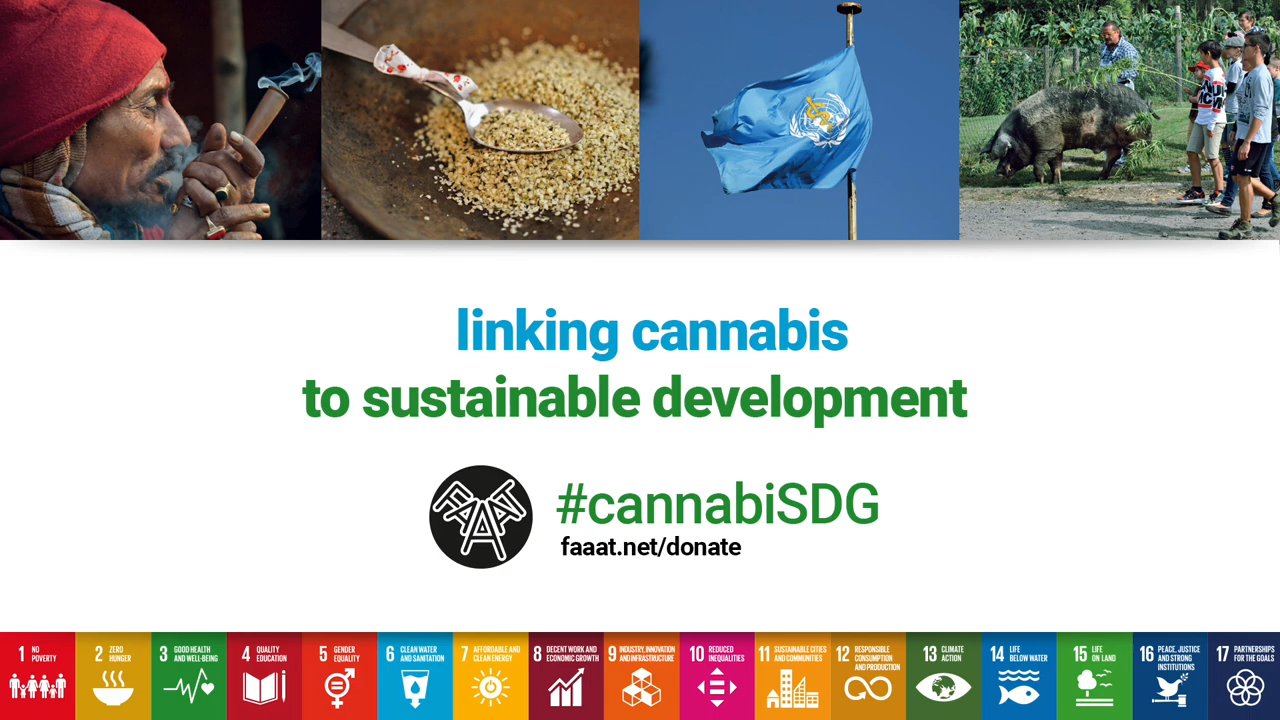 linking cannabis
to sustainable development
FAAAT
#cannabiSDG
faaat.net/donate
1 NO
POVERTY
2 ZERO
HUNGER
3 GOOD HEALTH
AND WELL-BEING
4 QUALITY
EDUCATION
5 GENDER
EQUALITY
6 CLEAN WATER
AND SANITATION
7 AFFORDABLE AND
CLEAN ENERGY
8 DECENT WORK AND
ECONOMIC GROWTH
9 INDUSTRY, INNOVATION
AND INFRASTRUCTURE
10 REDUCED
INEQUALITIES
11 SUSTAINABLE CITIES
AND COMMUNITIES
12 RESPONSIBLE
CONSUMPTION
AND PRODUCTION
13 CLIMATE
ACTION
14 LIFE
BELOW WATER
15 LIFE
ON LAND
16 PEACE, JUSTICE
AND STRONG
INSTITUTIONS
17 PARTNERSHIPS
FOR THE GOALS